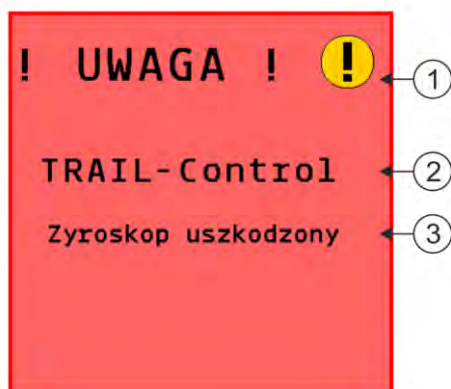 ! UWAGA ! !
1
TRAIL-Control
2
Zyroskop uszkodzony
3